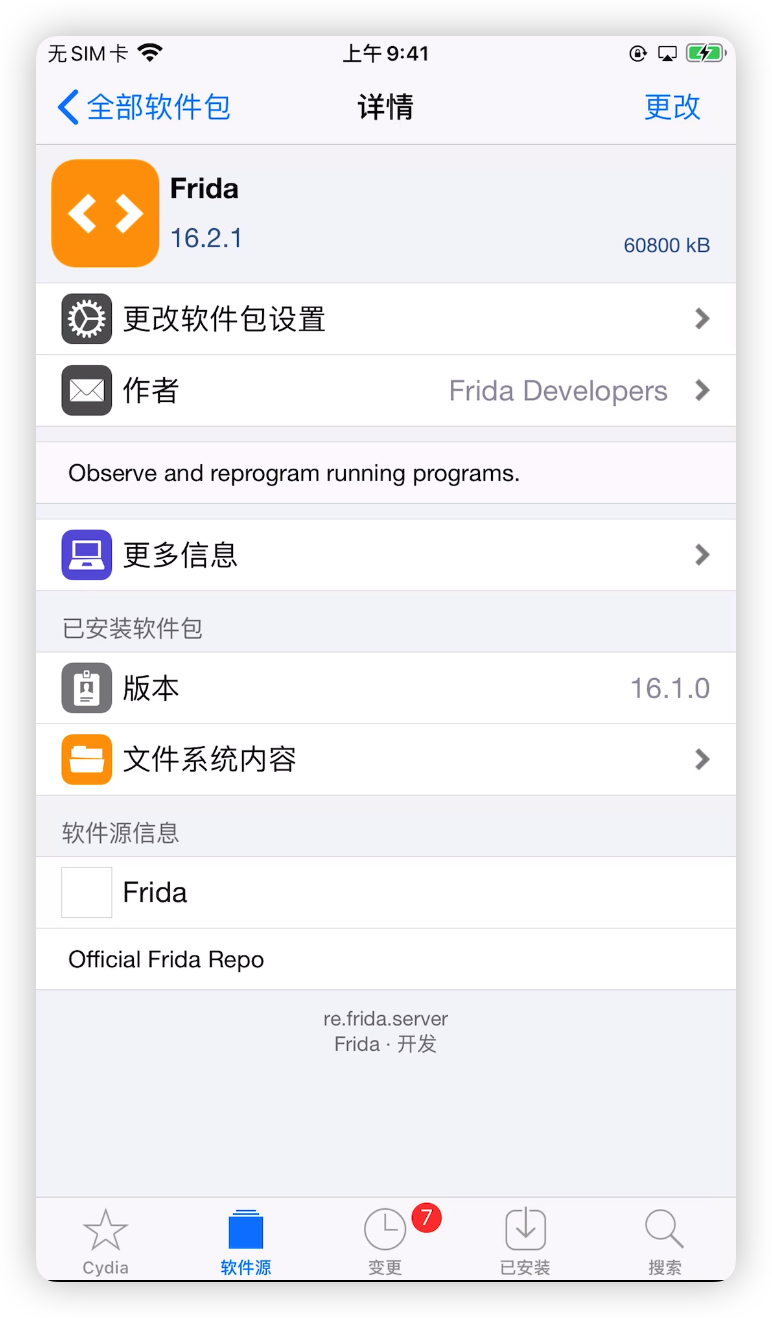 无 SIM 卡 上午 9:41
全部软件包 详情 更改
Frida
16.2.1 60800 kB
更改软件包设置
作者 Frida Developers
Observe and reprogram running programs.
更多信息
已安装软件包
版本 16.1.0
文件系统内容
软件源信息
Frida
Official Frida Repo
re.frida.server
Frida · 开发
7
Cydia 软件源 变更 已安装 搜索